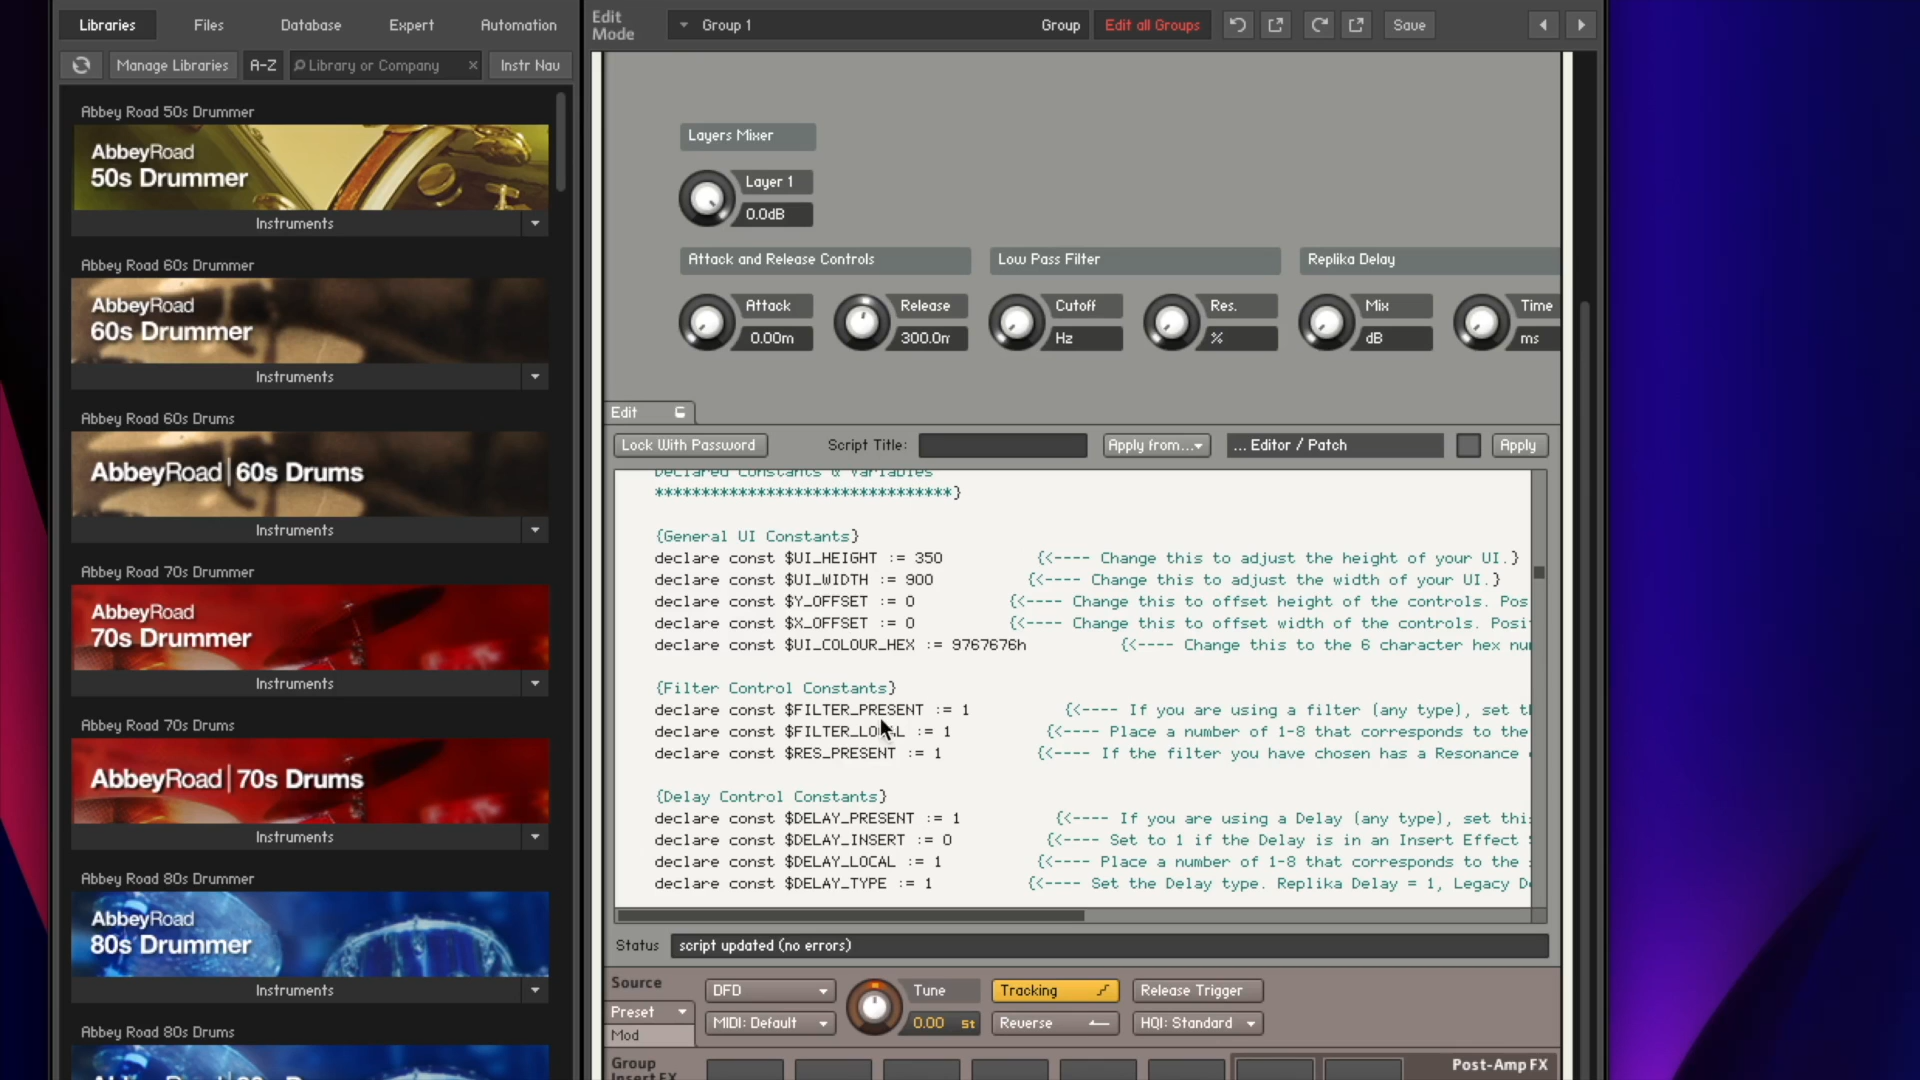 Libraries
Files
Database
Expert
Automation
Manage Libraries
A-Z
Library or Company
Instr Nav
Abbey Road 50s Drummer
AbbeyRoad
50s Drummer
Instruments
Abbey Road 60s Drummer
AbbeyRoad
60s Drummer
Instruments
Abbey Road 60s Drums
AbbeyRoad | 60s Drums
Instruments
Abbey Road 70s Drummer
AbbeyRoad
70s Drummer
Instruments
Abbey Road 70s Drums
AbbeyRoad | 70s Drums
Instruments
Abbey Road 80s Drummer
AbbeyRoad
80s Drummer
Instruments
Abbey Road 80s Drums
Edit
Mode
Group 1
Group
Edit all Groups
Save
Layers Mixer
Layer 1
0.0dB
Attack and Release Controls
Low Pass Filter
Replika Delay
Attack
0.00m
Release
300.0m
Cutoff
Hz
Res.
%
Mix
dB
Time
ms
Edit
Lock With Password
Script Title:
Apply from...
... Editor / Patch
Apply
Declared Constants & Variables
********************************}
{General UI Constants}
declare const $UI_HEIGHT := 350 {<---- Change this to adjust the height of your UI.}
declare const $UI_WIDTH := 900 {<---- Change this to adjust the width of your UI.}
declare const $Y_OFFSET := 0 {<---- Change this to offset height of the controls. Pos
declare const $X_OFFSET := 0 {<---- Change this to offset width of the controls. Posi
declare const $UI_COLOUR_HEX := 9767676h {<---- Change this to the 6 character hex nu
{Filter Control Constants}
declare const $FILTER_PRESENT := 1 {<---- If you are using a filter (any type), set t
declare const $FILTER_LOCAL := 1 {<---- Place a number of 1-8 that corresponds to the
declare const $RES_PRESENT := 1 {<---- If the filter you have chosen has a Resonance
{Delay Control Constants}
declare const $DELAY_PRESENT := 1 {<---- If you are using a Delay (any type), set this
declare const $DELAY_INSERT := 0 {<---- Set to 1 if the Delay is in an Insert Effect
declare const $DELAY_LOCAL := 1 {<---- Place a number of 1-8 that corresponds to the
declare const $DELAY_TYPE := 1 {<---- Set the Delay type. Replika Delay = 1, Legacy D
Status
script updated (no errors)
Source
Preset
Mod
DFD
MIDI: Default
Tune
0.00 st
Tracking
Reverse
Release Trigger
HQI: Standard
Group
Insert FX
Post-Amp FX